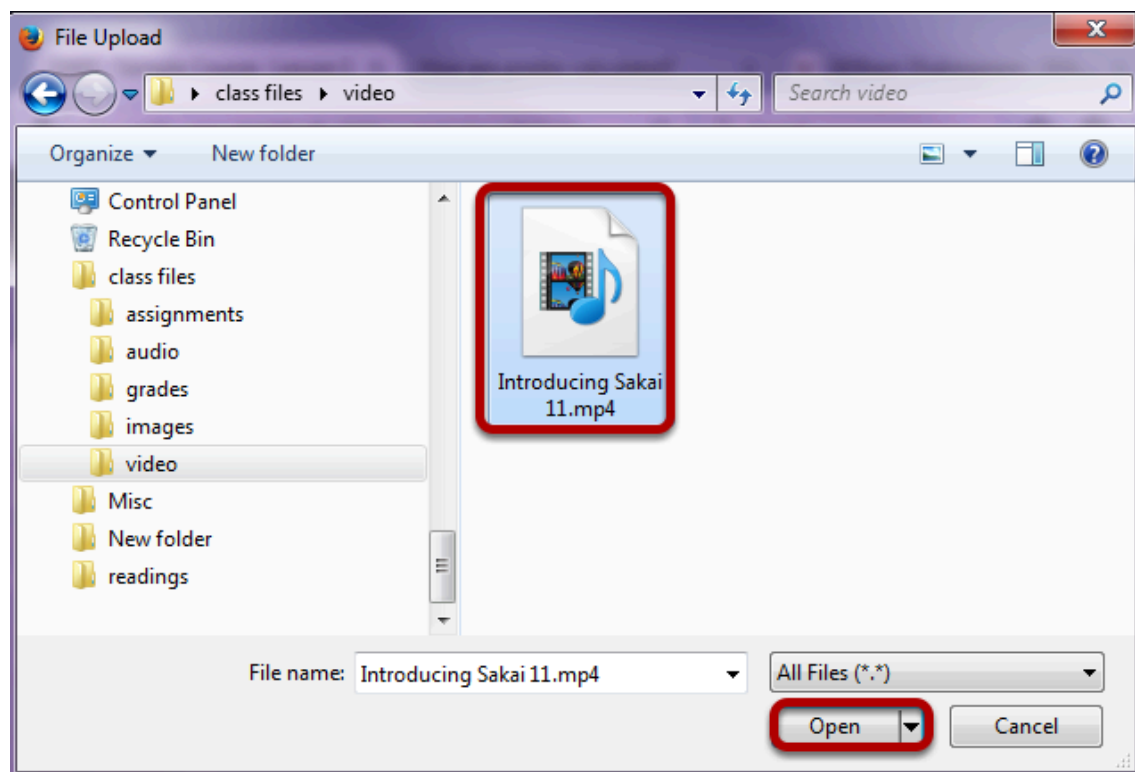 File Upload
class files video
Search video
Organize New folder
Control Panel
Recycle Bin
class files
assignments
audio
grades
images
video
Misc
New folder
readings
Introducing Sakai
11.mp4
File name: Introducing Sakai 11.mp4
All Files (*.*)
Open Cancel